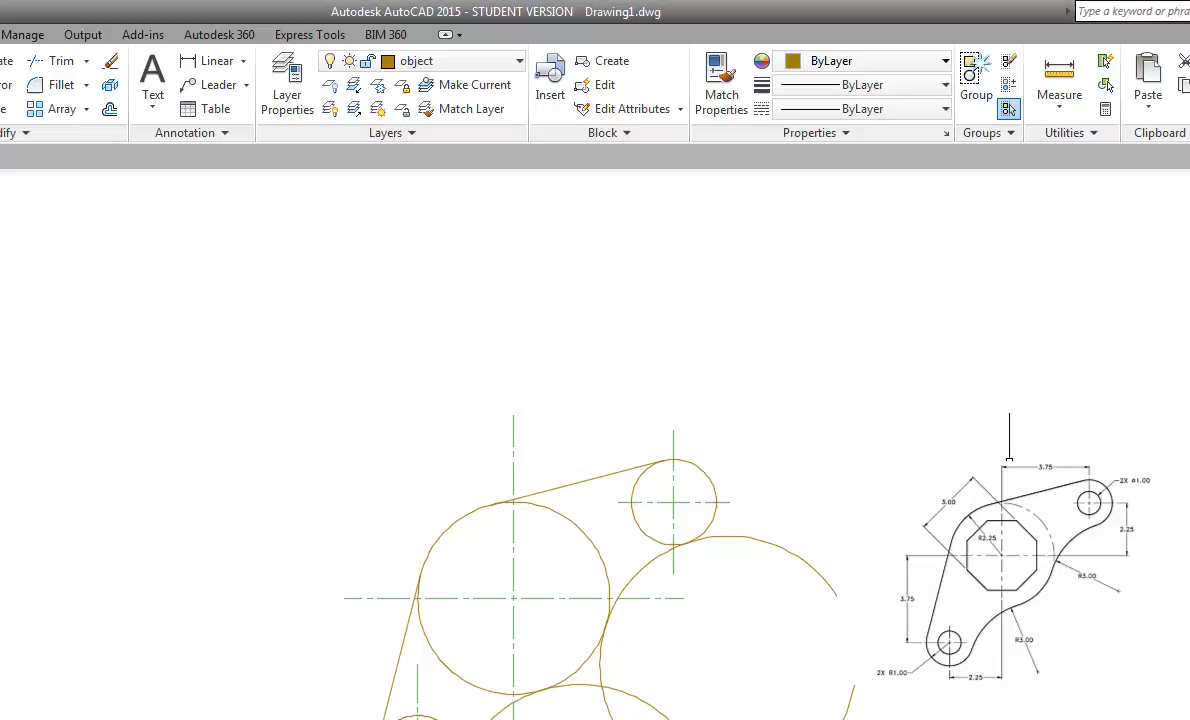 Autodesk AutoCAD 2015 - STUDENT VERSION Drawing1.dwg
Type a keyword or phra
Manage Output Add-ins Autodesk 360 Express Tools BIM 360
ate Trim Linear object Create ByLayer
or Fillet Leader Make Current Edit ByLayer
e Array Table Match Layer Edit Attributes ByLayer
Text Layer Properties Insert Match Properties Group Measure Paste
dify Annotation Layers Block Properties Groups Utilities Clipboard
3.75
2X ø1.00
3.00
2.25
R2.25
R3.00
3.75
R3.00
2X R1.00
2.25